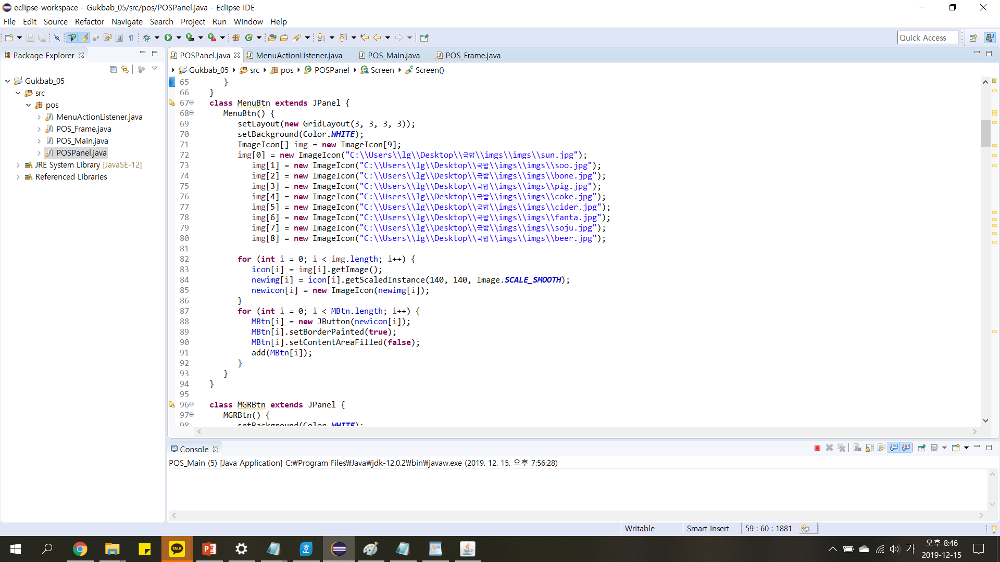 eclipse-workspace - Gukbab_05/src/pos/POSPanel.java - Eclipse IDE
File Edit Source Refactor Navigate Search Project Run Window Help
Quick Access
Package Explorer
Gukbab_05
src
pos
MenuActionListener.java
POS_Frame.java
POS_Main.java
POSPanel.java
JRE System Library [JavaSE-12]
Referenced Libraries
POSPanel.java MenuActionListener.java POS_Main.java POS_Frame.java
Gukbab_05 src pos POSPanel Screen Screen()
65 }
66 }
67 class MenuBtn extends JPanel {
68 MenuBtn() {
69 setLayout(new GridLayout(3, 3, 3, 3));
70 setBackground(Color.WHITE);
71 ImageIcon[] img = new ImageIcon[9];
72 img[0] = new ImageIcon("C:\\Users\\lg\\Desktop\\국밥\\imgs\\imgs\\sun.jpg");
73 img[1] = new ImageIcon("C:\\Users\\lg\\Desktop\\국밥\\imgs\\imgs\\soo.jpg");
74 img[2] = new ImageIcon("C:\\Users\\lg\\Desktop\\국밥\\imgs\\imgs\\bone.jpg");
75 img[3] = new ImageIcon("C:\\Users\\lg\\Desktop\\국밥\\imgs\\imgs\\pig.jpg");
76 img[4] = new ImageIcon("C:\\Users\\lg\\Desktop\\국밥\\imgs\\imgs\\coke.jpg");
77 img[5] = new ImageIcon("C:\\Users\\lg\\Desktop\\국밥\\imgs\\imgs\\cider.jpg");
78 img[6] = new ImageIcon("C:\\Users\\lg\\Desktop\\국밥\\imgs\\imgs\\fanta.jpg");
79 img[7] = new ImageIcon("C:\\Users\\lg\\Desktop\\국밥\\imgs\\imgs\\soju.jpg");
80 img[8] = new ImageIcon("C:\\Users\\lg\\Desktop\\국밥\\imgs\\imgs\\beer.jpg");
81
82 for (int i = 0; i < img.length; i++) {
83 icon[i] = img[i].getImage();
84 newimg[i] = icon[i].getScaledInstance(140, 140, Image.SCALE_SMOOTH);
85 newicon[i] = new ImageIcon(newimg[i]);
86 }
87 for (int i = 0; i < MBtn.length; i++) {
88 MBtn[i] = new JButton(newicon[i]);
89 MBtn[i].setBorderPainted(true);
90 MBtn[i].setContentAreaFilled(false);
91 add(MBtn[i]);
92 }
93 }
94 }
95
96 class MGRBtn extends JPanel {
97 MGRBtn() {
98 setBackground(Color.WHITE);
Console
POS_Main (5) [Java Application] C:₩Program Files₩Java₩jdk-12.0.2₩bin₩javaw.exe (2019. 12. 15. 오후 7:56:28)
Writable Smart Insert 59 : 60 : 1881
TALK
가
오후 8:46
2019-12-15